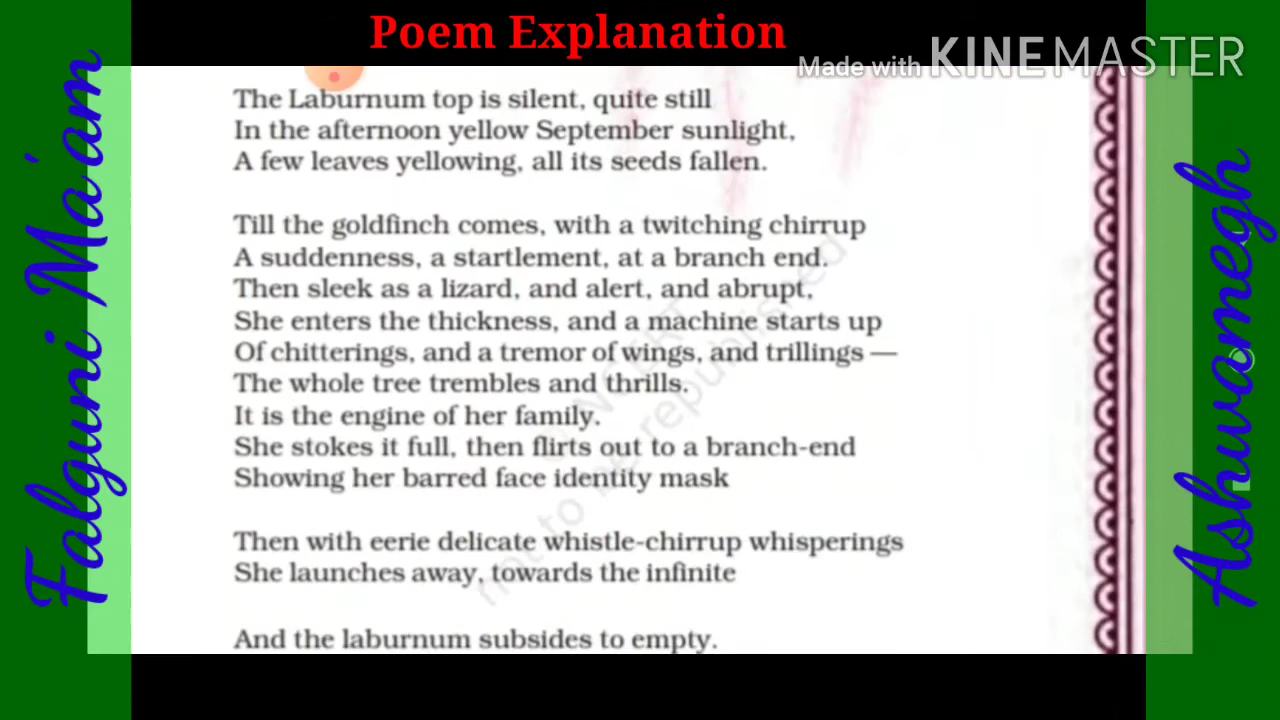 Poem Explanation
Made with KINEMASTER
Falguni Ma'am
The Laburnum top is silent, quite still
In the afternoon yellow September sunlight,
A few leaves yellowing, all its seeds fallen.
Till the goldfinch comes, with a twitching chirrup
A suddenness, a startlement, at a branch end.
Then sleek as a lizard, and alert, and abrupt,
She enters the thickness, and a machine starts up
Of chitterings, and a tremor of wings, and trillings —
The whole tree trembles and thrills.
It is the engine of her family.
She stokes it full, then flirts out to a branch-end
Showing her barred face identity mask
Then with eerie delicate whistle-chirrup whisperings
She launches away, towards the infinite
And the laburnum subsides to empty.
NCERT
not to be republished
Ashwamegh